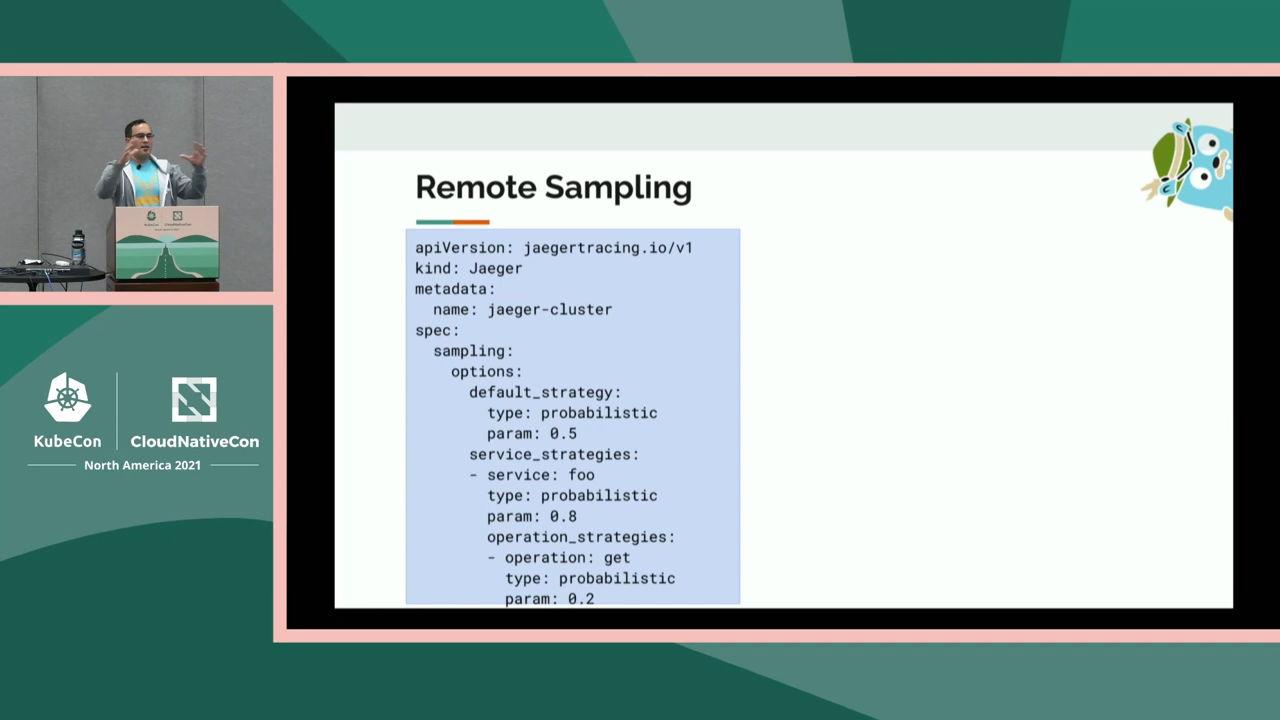 Remote Sampling
apiVersion: jaegertracing.io/v1
kind: Jaeger
metadata:
  name: jaeger-cluster
spec:
  sampling:
    options:
      default_strategy:
        type: probabilistic
        param: 0.5
      service_strategies:
      - service: foo
        type: probabilistic
        param: 0.8
        operation_strategies:
        - operation: get
          type: probabilistic
          param: 0.2
KubeCon
CloudNativeCon
North America 2021
KubeCon
CloudNativeCon